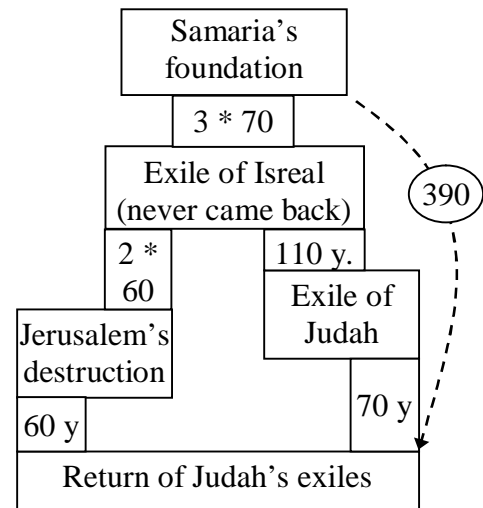 Samaria's
foundation
3 * 70
390
Exile of Isreal
(never came back)
2 *
60
110 y.
Exile of
Judah
Jerusalem's
destruction
60 y
70 y
Return of Judah's exiles